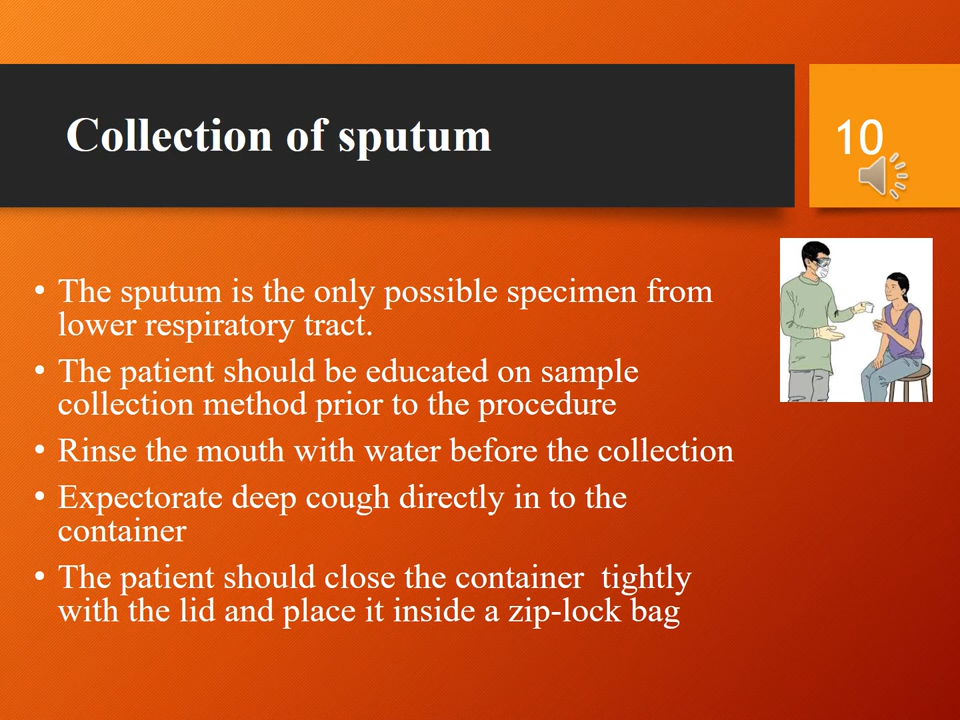 Collection of sputum
10
• The sputum is the only possible specimen from
lower respiratory tract.
• The patient should be educated on sample
collection method prior to the procedure
• Rinse the mouth with water before the collection
• Expectorate deep cough directly in to the
container
• The patient should close the container  tightly
with the lid and place it inside a zip-lock bag